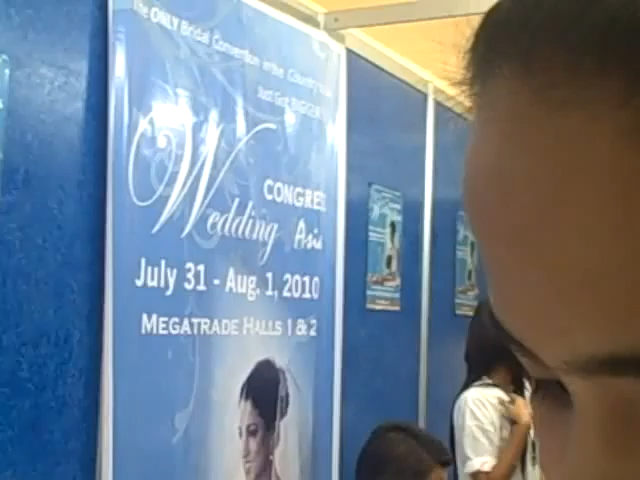 The ONLY Bridal Convention in the Country
Just Got BIGGER
Wedding
CONGRE
Asia
July 31 - Aug. 1, 2010
MEGATRADE HALLS 1 & 2